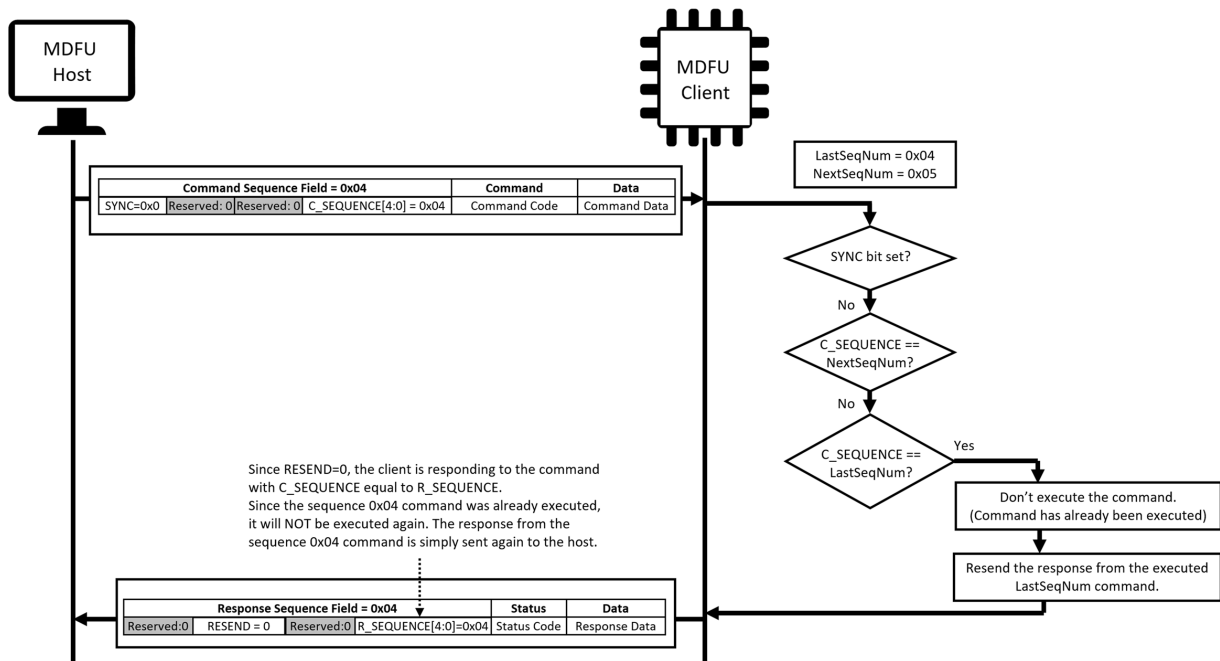 MDFU
Host
MDFU
Client
LastSeqNum = 0x04
NextSeqNum = 0x05
Command Sequence Field = 0x04 Command Data
SYNC=0x0 Reserved: 0 Reserved: 0 C_SEQUENCE[4:0] = 0x04 Command Code Command Data
SYNC bit set?
No
C_SEQUENCE ==
NextSeqNum?
No
C_SEQUENCE ==
LastSeqNum?
Yes
Don’t execute the command.
(Command has already been executed)
Resend the response from the executed
LastSeqNum command.
Since RESEND=0, the client is responding to the command
with C_SEQUENCE equal to R_SEQUENCE.
Since the sequence 0x04 command was already executed,
it will NOT be executed again. The response from the
sequence 0x04 command is simply sent again to the host.
Response Sequence Field = 0x04 Status Data
Reserved:0 RESEND = 0 Reserved:0 R_SEQUENCE[4:0]=0x04 Status Code Response Data